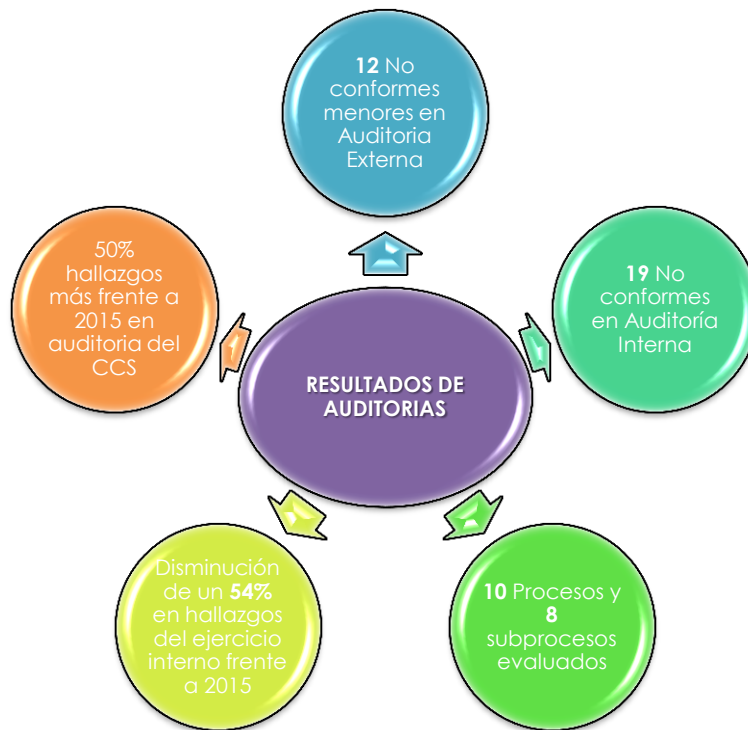 12 No
conformes
menores en
Auditoria
Externa
50%
hallazgos
más frente a
2015 en
auditoria del
CCS
19 No
conformes
en Auditoría
Interna
RESULTADOS DE
AUDITORIAS
Disminución
de un 54%
en hallazgos
del ejercicio
interno frente
a 2015
10 Procesos y
8
subprocesos
evaluados